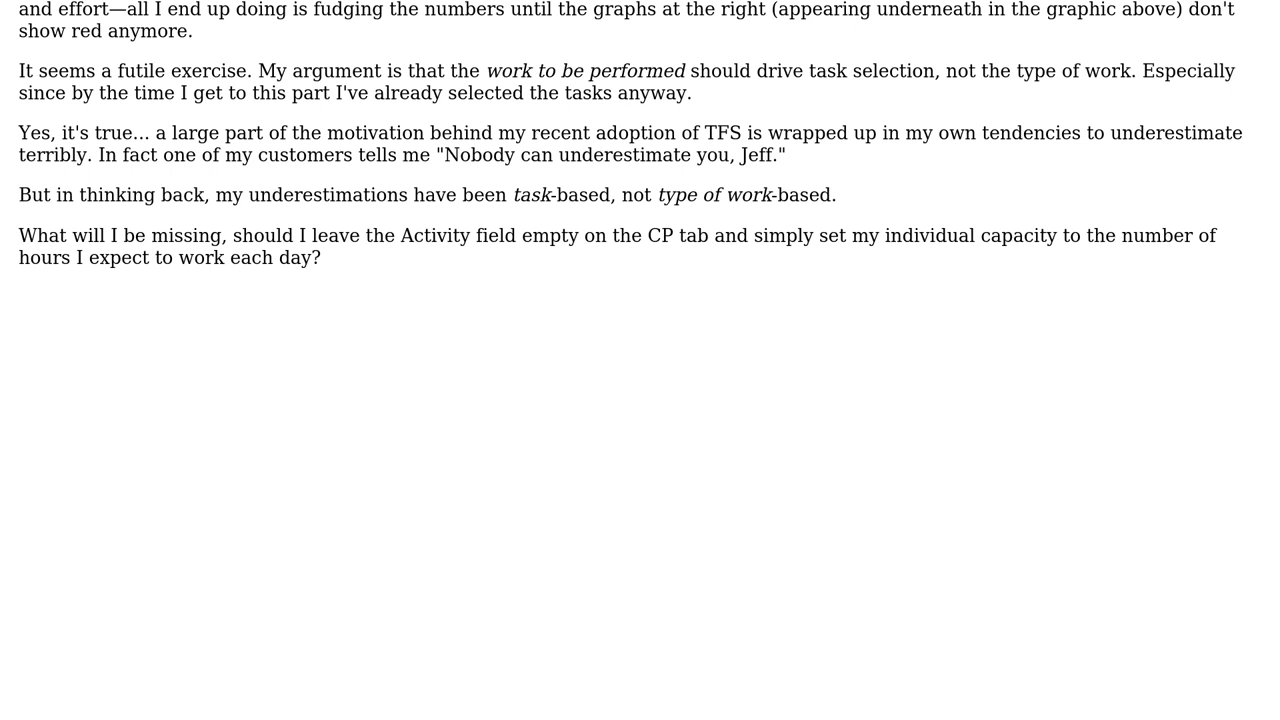 and effort—all I end up doing is fudging the numbers until the graphs at the right (appearing underneath in the graphic above) don't
show red anymore.
It seems a futile exercise. My argument is that the work to be performed should drive task selection, not the type of work. Especially
since by the time I get to this part I've already selected the tasks anyway.
Yes, it's true... a large part of the motivation behind my recent adoption of TFS is wrapped up in my own tendencies to underestimate
terribly. In fact one of my customers tells me "Nobody can underestimate you, Jeff."
But in thinking back, my underestimations have been task-based, not type of work-based.
What will I be missing, should I leave the Activity field empty on the CP tab and simply set my individual capacity to the number of
hours I expect to work each day?